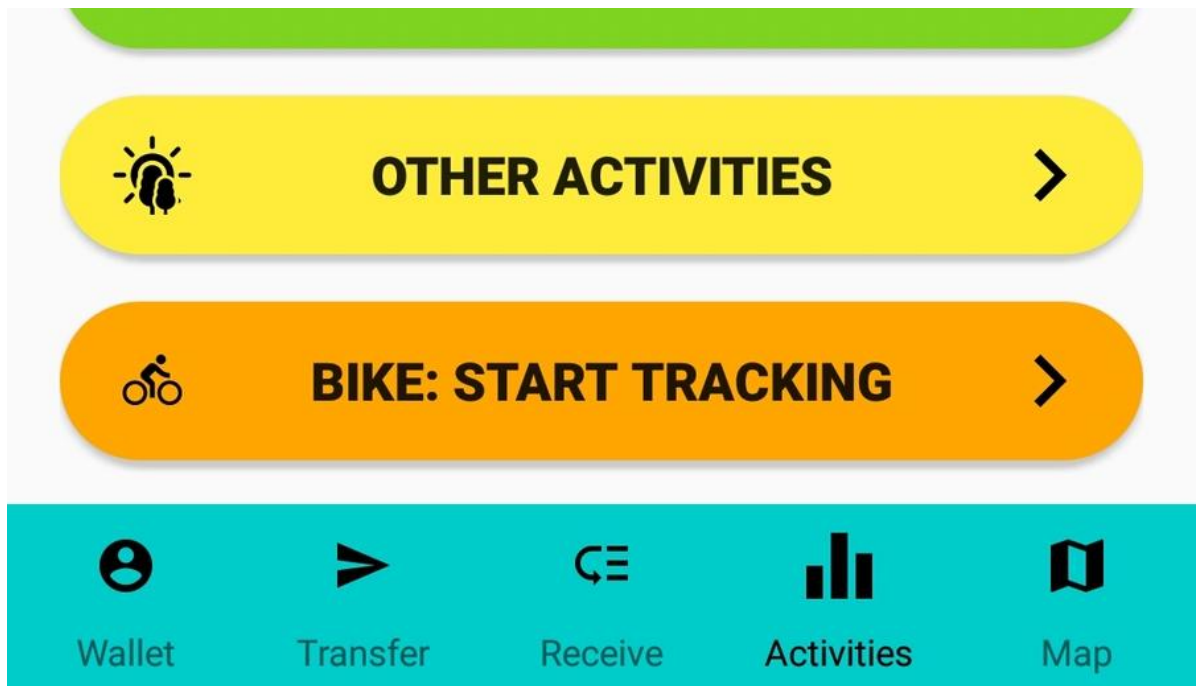 OTHER ACTIVITIES
BIKE: START TRACKING
Wallet Transfer Receive Activities Map